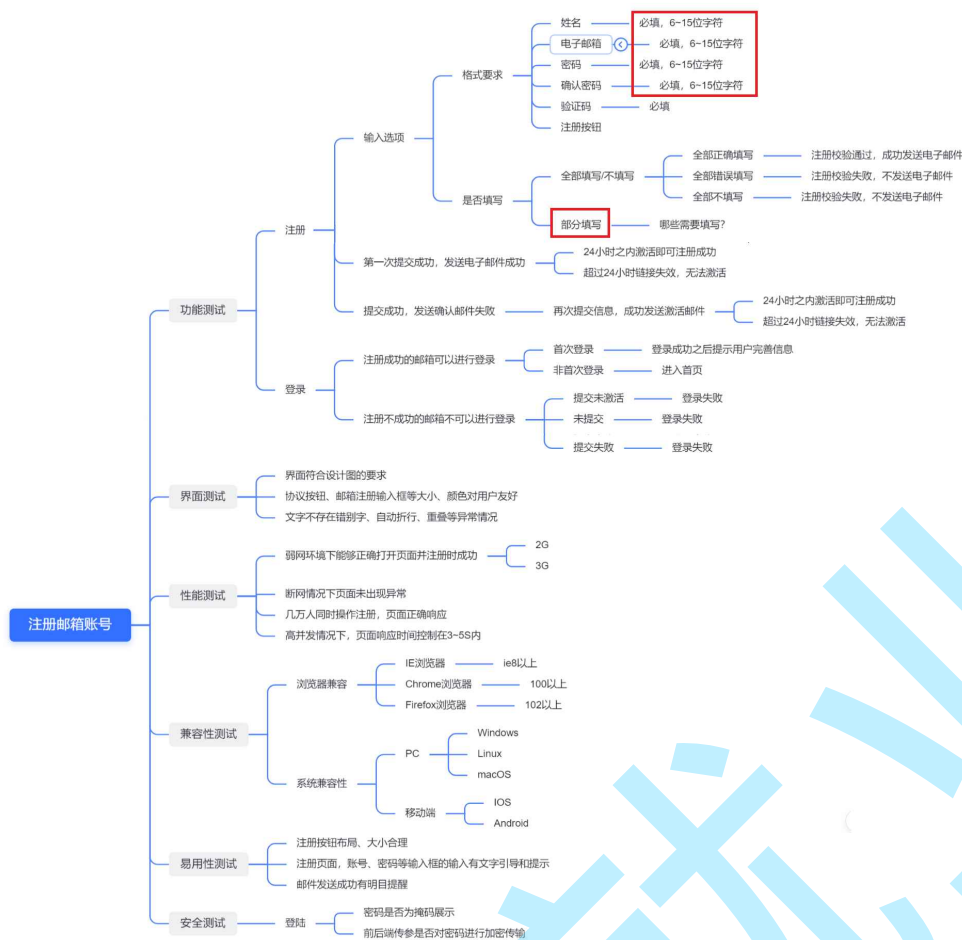 注册邮箱账号
功能测试
注册
输入选项
格式要求
姓名
必填，6~15位字符
电子邮箱
必填，6~15位字符
密码
必填，6~15位字符
确认密码
必填，6~15位字符
验证码
必填
注册按钮
是否填写
全部填写/不填写
全部正确填写
注册校验通过，成功发送电子邮件
全部错误填写
注册校验失败，不发送电子邮件
全部不填写
注册校验失败，不发送电子邮件
部分填写
哪些需要填写?
第一次提交成功，发送电子邮件成功
24小时之内激活即可注册成功
超过24小时链接失效，无法激活
提交成功，发送确认邮件失败
再次提交信息，成功发送激活邮件
24小时之内激活即可注册成功
超过24小时链接失效，无法激活
登录
注册成功的邮箱可以进行登录
首次登录
登录成功之后提示用户完善信息
非首次登录
进入首页
注册不成功的邮箱不可以进行登录
提交未激活
登录失败
未提交
登录失败
提交失败
登录失败
界面测试
界面符合设计图的要求
协议按钮、邮箱注册输入框等大小、颜色对用户友好
文字不存在错别字、自动折行、重叠等异常情况
性能测试
弱网环境下能够正确打开页面并注册时成功
2G
3G
断网情况下页面未出现异常
几万人同时操作注册，页面正确响应
高并发情况下，页面响应时间控制在3~5S内
兼容性测试
浏览器兼容
IE浏览器
ie8以上
Chrome浏览器
100以上
Firefox浏览器
102以上
系统兼容性
PC
Windows
Linux
macOS
移动端
IOS
Android
易用性测试
注册按钮布局、大小合理
注册页面，账号、密码等输入框的输入有文字引导和提示
邮件发送成功有明目提醒
安全测试
登陆
密码是否为掩码展示
前后端传参是否对密码进行加密传输